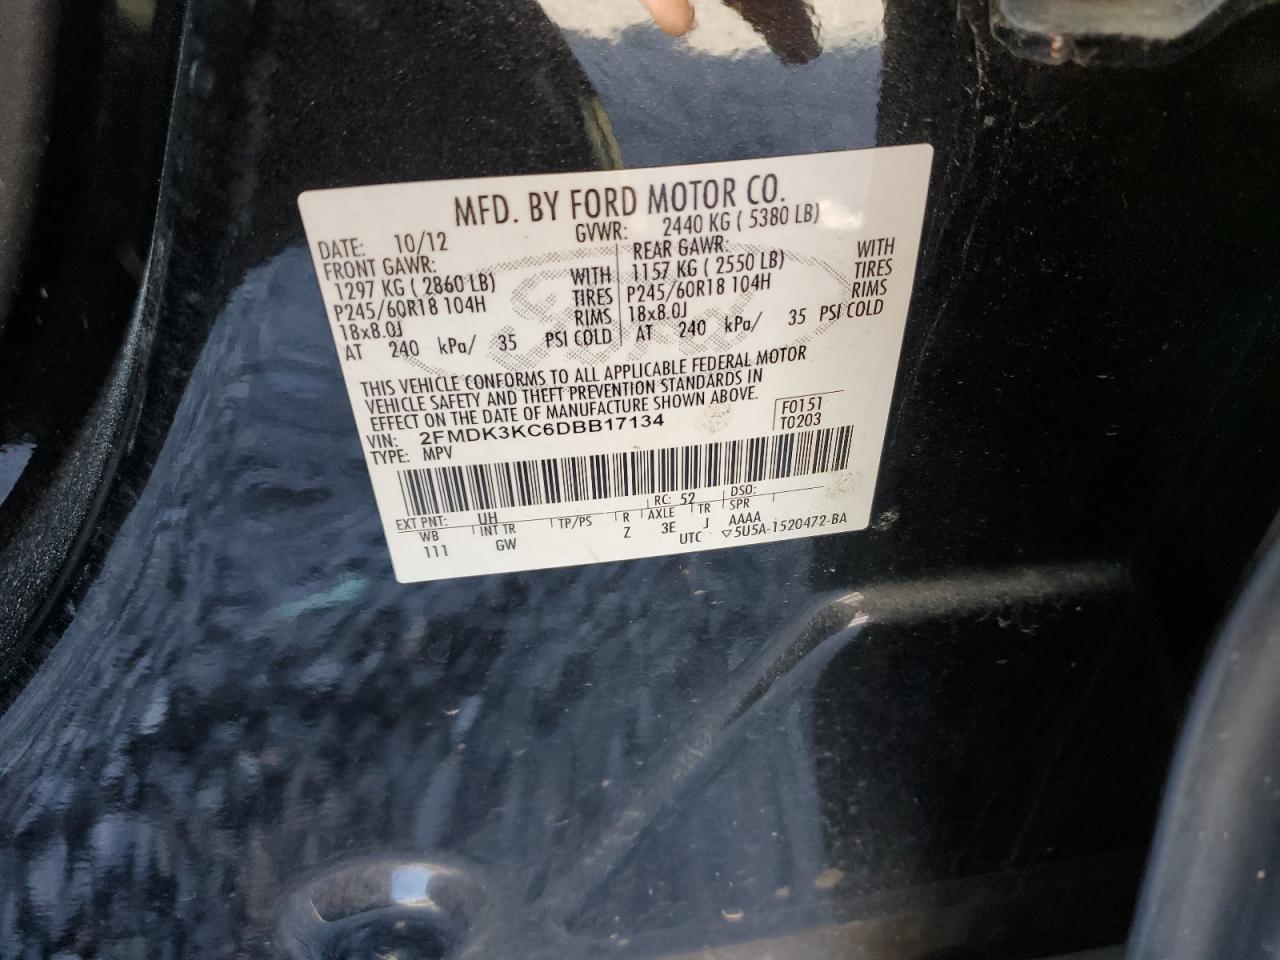 MFD. BY FORD MOTOR CO.
DATE: 10/12 GVWR: 2440 KG ( 5380 LB)
FRONT GAWR: REAR GAWR:
1297 KG ( 2860 LB) WITH 1157 KG ( 2550 LB) WITH
P245/60R18 104H TIRES P245/60R18 104H TIRES
18x8.0J RIMS 18x8.0J RIMS
AT 240 kPa/ 35 PSI COLD AT 240 kPa/ 35 PSI COLD
THIS VEHICLE CONFORMS TO ALL APPLICABLE FEDERAL MOTOR
VEHICLE SAFETY AND THEFT PREVENTION STANDARDS IN
EFFECT ON THE DATE OF MANUFACTURE SHOWN ABOVE.
VIN: 2FMDK3KC6DBB17134 F0151
TYPE: MPV T0203
EXT PNT: UH RC: 52 DSO:
WB INT TR TP/PS R AXLE TR SPR
111 GW Z 3E J AAAA
UTC ▽5U5A-1520472-BA